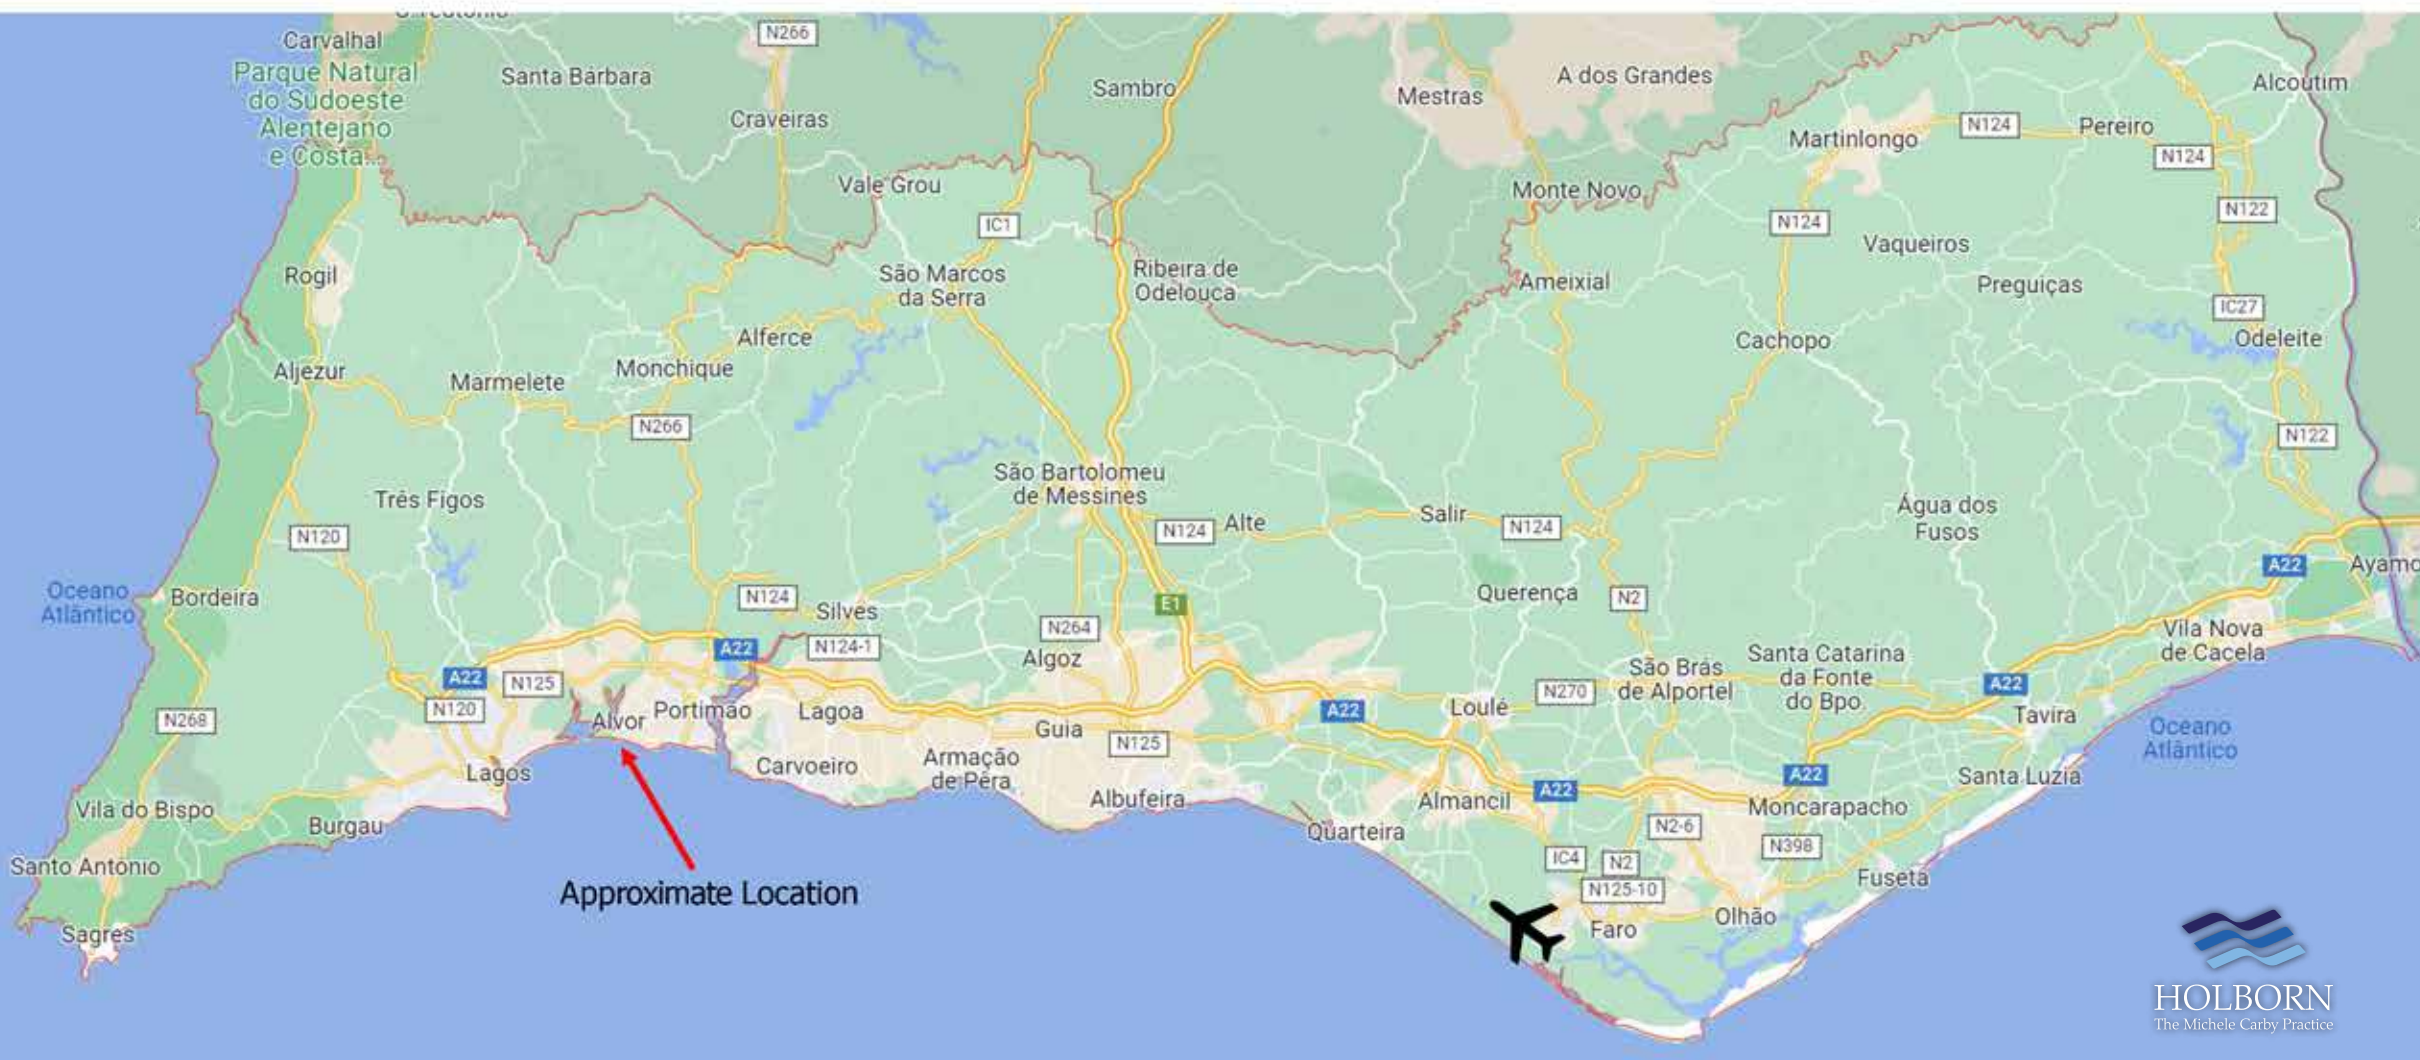 Carvalhal
N266
Parque Natural
do Sudoeste
Alentejano
e Costa...
Santa Bárbara
Craveiras
Sambro
Mestras
A dos Grandes
Alcoutim
Martinlongo
N124
Pereiro
N124
Vale Grou
Monte Novo
IC1
N124
N122
Vaqueiros
Rogil
São Marcos
da Serra
Ribeira de
Odelouca
Ameixial
Preguiças
IC27
Alferce
Cachopo
Odeleite
Aljezur
Marmelete
Monchique
N266
N122
São Bartolomeu
de Messines
Três Figos
N120
N124
Alte
Salir
N124
Água dos
Fusos
A22
Ayamo
Oceano
Atlântico
Bordeira
N124
Silves
E1
Querença
N2
N264
N124-1
Algoz
A22
Vila Nova
de Cacela
A22
N125
São Brás
de Alportel
Santa Catarina
da Fonte
do Bpo.
A22
N270
N120
N268
Alvor
Portimão
Lagoa
Guia
A22
Loulé
Tavira
Oceano
Atlântico
N125
Lagos
Carvoeiro
Armação
de Pêra
Albufeira
Almancil
A22
A22
Santa Luzia
Moncarapacho
Vila do Bispo
Burgau
Quarteira
N2-6
N398
Santo António
IC4
N2
Fuseta
N125-10
Approximate Location
Sagres
Faro
Olhão
HOLBORN
The Michele Carby Practice